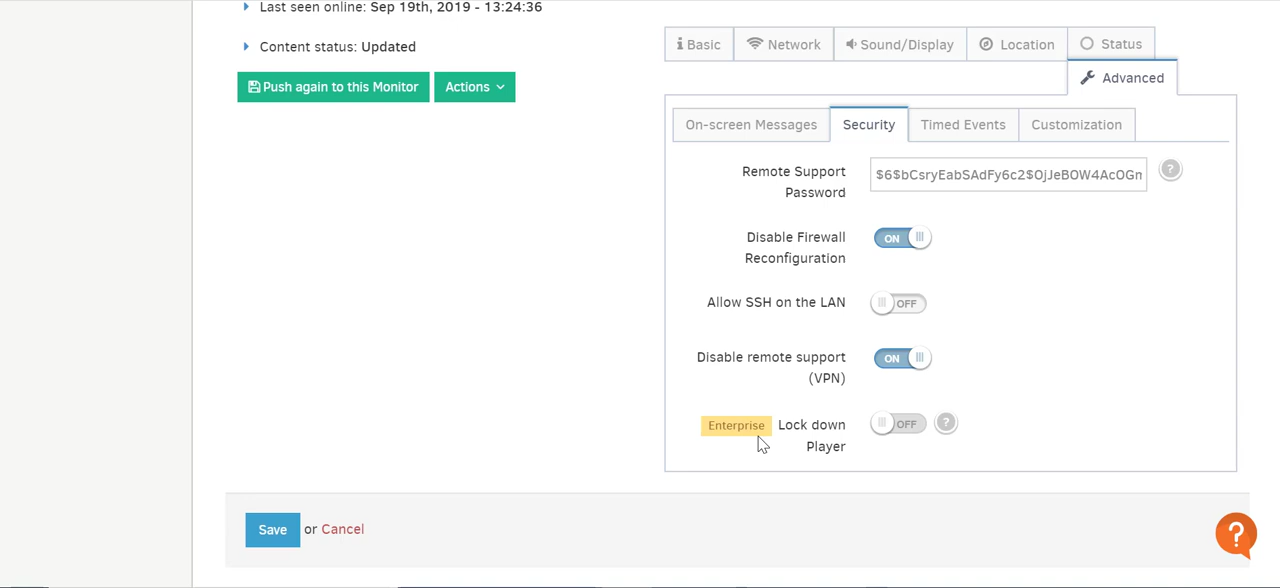 Last seen online: Sep 19th, 2019 - 13:24:36
Content status: Updated
Push again to this Monitor
Actions
Basic
Network
Sound/Display
Location
Status
Advanced
On-screen Messages
Security
Timed Events
Customization
Remote Support
Password
$6$bCsryEabSAdFy6c2$OjJeBOW4AcOGm
?
Disable Firewall
Reconfiguration
ON
Allow SSH on the LAN
OFF
Disable remote support
(VPN)
ON
Enterprise Lock down
Player
OFF
?
Save or Cancel
?